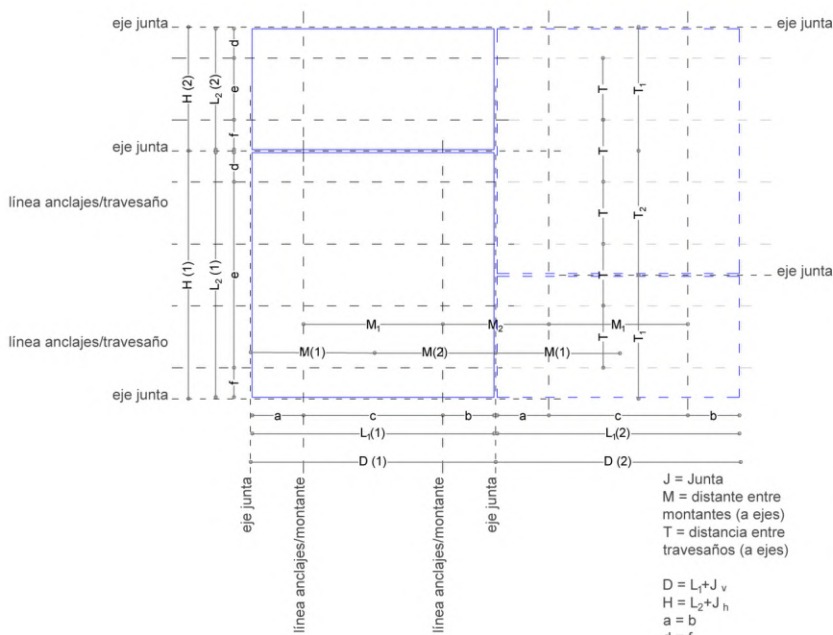 eje junta
eje junta
d
H (2)
L₂ (2)
e
T
T₁
f
eje junta
T
d
línea anclajes/travesaño
T
T₂
H (1)
L₂ (1)
e
T
eje junta
M₁
M₂
M₁
línea anclajes/travesaño
T
T₁
M(1)
M(2)
M(1)
f
eje junta
a
c
b
a
c
b
L₁(1)
L₁(2)
D (1)
D (2)
eje junta
línea anclajes/montante
línea anclajes/montante
eje junta
J = Junta
M = distante entre
montantes (a ejes)
T = distancia entre
travesaños (a ejes)
D = L₁+J v
H = L₂+J h
a = b